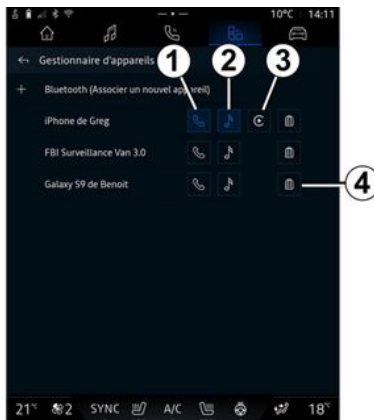 10°C 14:11
Gestionnaire d'appareils
1 2 3
+ Bluetooth (Associer un nouvel appareil)
iPhone de Greg
FBI Surveillance Van 3.0
Galaxy S9 de Benoit
4
21°C 2 SYNC A/C 18°C